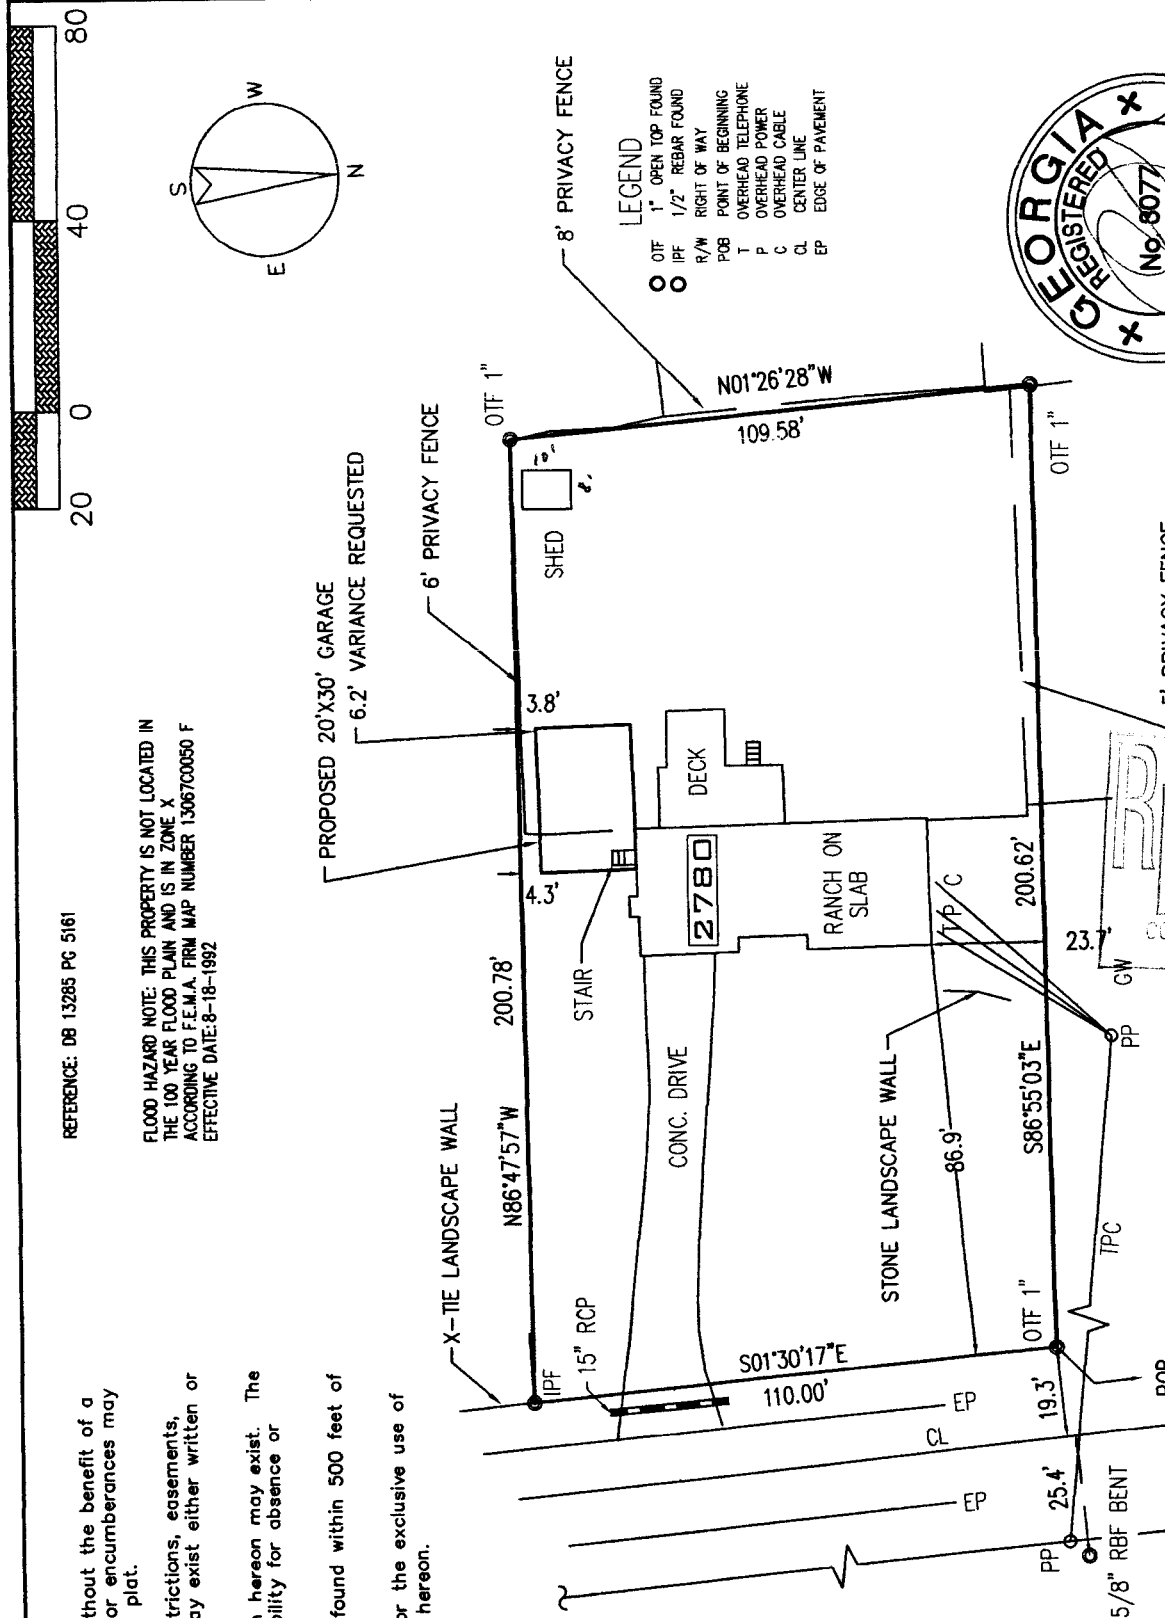 thout the benefit of a
or encumberances may
plat.
trictions, easements,
ay exist either written or
n hereon may exist. The
bility for absence or
found within 500 feet of
or the exclusive use of
hereon.
REFERENCE: DB 13285 PG 5161
FLOOD HAZARD NOTE: THIS PROPERTY IS NOT LOCATED IN
THE 100 YEAR FLOOD PLAIN AND IS IN ZONE X
ACCORDING TO F.E.M.A. FIRM MAP NUMBER 13067C0050 F
EFFECTIVE DATE:8-18-1992
20 0 40 80
S
W
E
N
PROPOSED 20'X30' GARAGE
6.2' VARIANCE REQUESTED
6' PRIVACY FENCE
8' PRIVACY FENCE
LEGEND
OTF 1" OPEN TOP FOUND
IPF 1/2" REBAR FOUND
R/W RIGHT OF WAY
POB POINT OF BEGINNING
T OVERHEAD TELEPHONE
P OVERHEAD POWER
C OVERHEAD CABLE
CL CENTER LINE
EP EDGE OF PAVEMENT
X-TIE LANDSCAPE WALL
IPF
N86°47'57"W
200.78'
4.3'
3.8'
OTF 1"
10'
8'
SHED
N01°26'28"W
109.58'
OTF 1"
15" RCP
STAIR
CONC. DRIVE
2780
DECK
RANCH ON
SLAB
T P C
STONE LANDSCAPE WALL
86.9'
S01°30'17"E
110.00'
S86°55'03"E
200.62'
23.7'
OTF 1"
EP
CL
EP
19.3'
25.4'
PP
TPC
PP
GW
POB
5/8" RBF BENT
5' PRIVACY FENCE
GEORGIA
REGISTERED
No. 8077